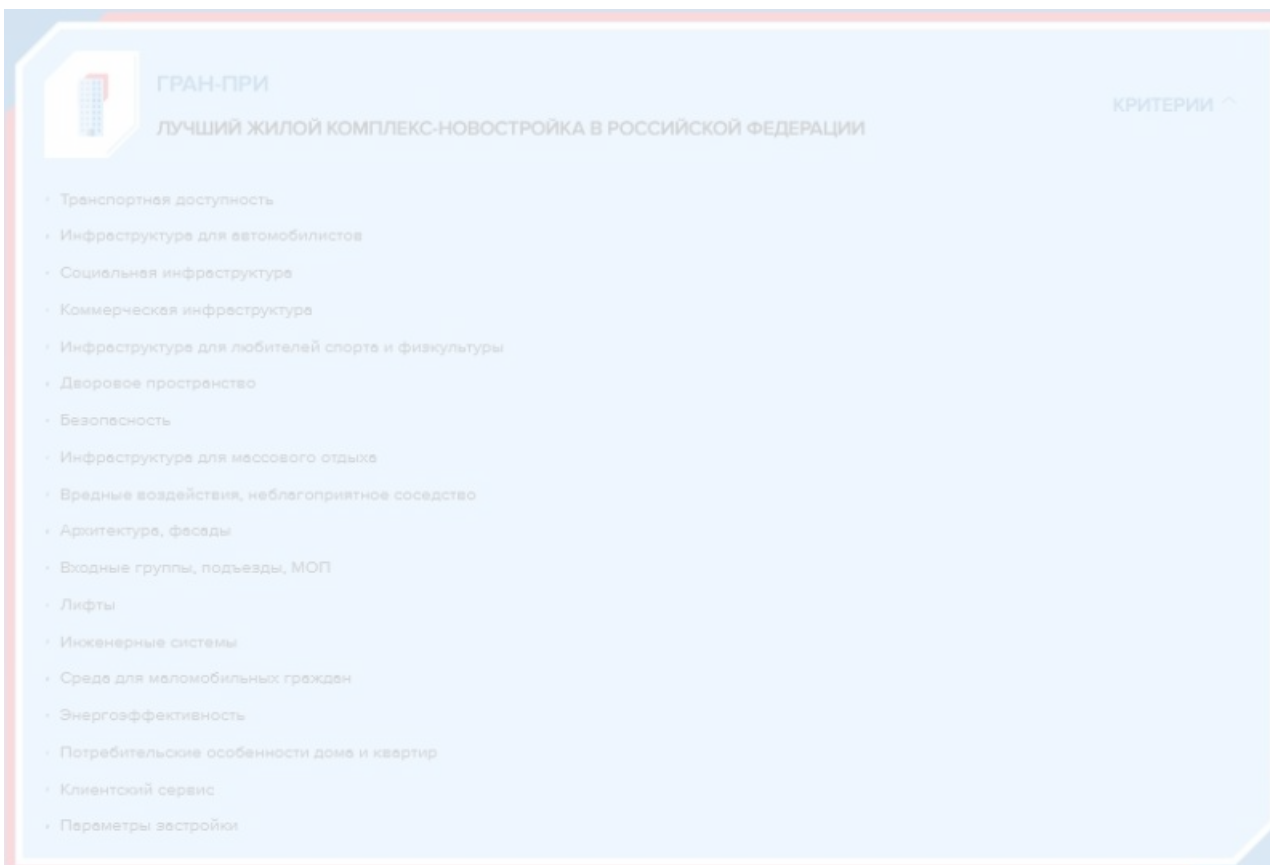 ГРАН-ПРИ
КРИТЕРИИ
ЛУЧШИЙ ЖИЛОЙ КОМПЛЕКС-НОВОСТРОЙКА В РОССИЙСКОЙ ФЕДЕРАЦИИ
• Транспортная доступность
• Инфраструктура для автомобилистов
• Социальная инфраструктура
• Коммерческая инфраструктура
• Инфраструктура для любителей спорта и физкультуры
• Дворовое пространство
• Безопасность
• Инфраструктура для массового отдыха
• Вредные воздействия, неблагоприятное соседство
• Архитектура, фасады
• Входные группы, подъезды, МОП
• Лифты
• Инженерные системы
• Среда для маломобильных граждан
• Энергоэффективность
• Потребительские особенности дома и квартир
• Клиентский сервис
• Параметры застройки